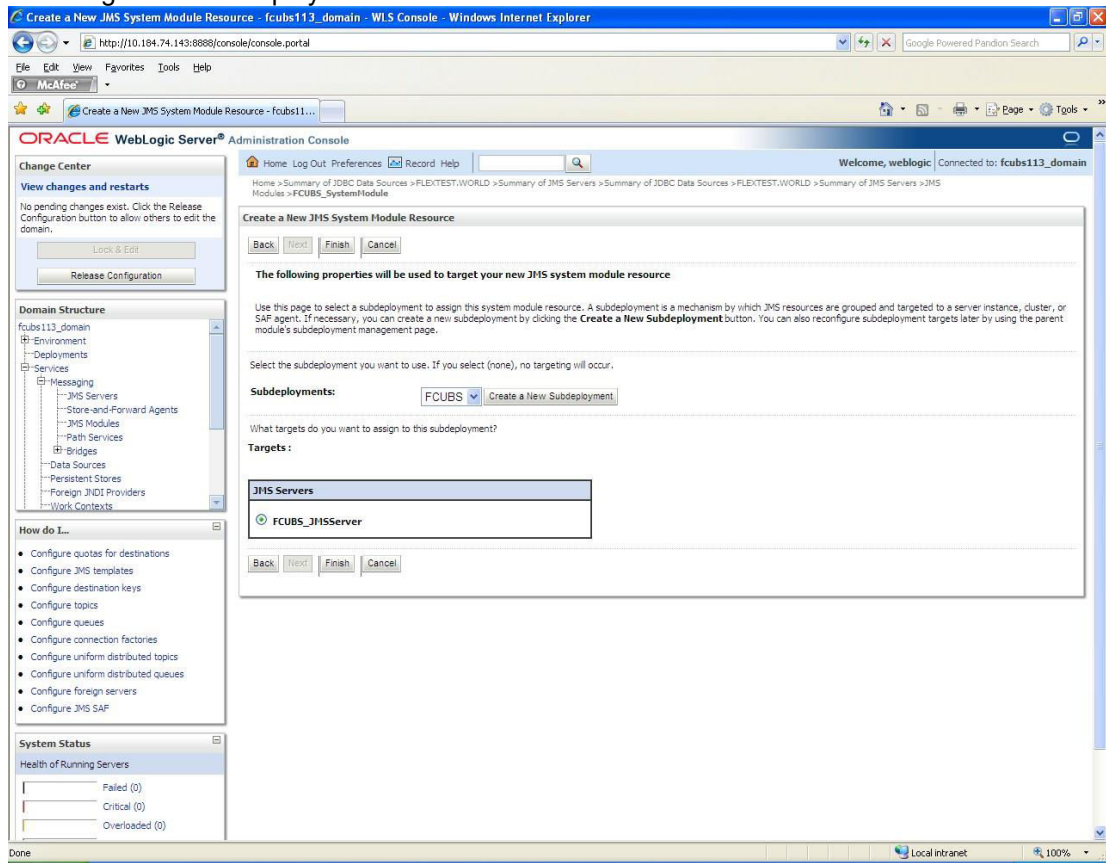 Create a New JMS System Module Resource - fcubs113_domain - WLS Console - Windows Internet Explorer
http://10.184.74.143:8888/console/console.portal
Google Powered Pandion Search
File Edit View Favorites Tools Help
McAfee
Create a New JMS System Module Resource - fcubs11...
Page Tools
ORACLE WebLogic Server® Administration Console
Change Center
View changes and restarts
No pending changes exist. Click the Release
Configuration button to allow others to edit the
domain.
Lock & Edit
Release Configuration
Domain Structure
fcubs113_domain
Environment
Deployments
Services
Messaging
JMS Servers
Store-and-Forward Agents
JMS Modules
Path Services
Bridges
Data Sources
Persistent Stores
Foreign JNDI Providers
Work Contexts
How do I...
Configure quotas for destinations
Configure JMS templates
Configure destination keys
Configure topics
Configure queues
Configure connection factories
Configure uniform distributed topics
Configure uniform distributed queues
Configure foreign servers
Configure JMS SAF
System Status
Health of Running Servers
Failed (0)
Critical (0)
Overloaded (0)
Home Log Out Preferences Record Help
Welcome, weblogic Connected to: fcubs113_domain
Home >Summary of JDBC Data Sources >FLEXTEST.WORLD >Summary of JMS Servers >Summary of JDBC Data Sources >FLEXTEST.WORLD >Summary of JMS Servers >JMS
Modules >FCUBS_SystemModule
Create a New JMS System Module Resource
Back Next Finish Cancel
The following properties will be used to target your new JMS system module resource
Use this page to select a subdeployment to assign this system module resource. A subdeployment is a mechanism by which JMS resources are grouped and targeted to a server instance, cluster, or
SAF agent. If necessary, you can create a new subdeployment by clicking the Create a New Subdeployment button. You can also reconfigure subdeployment targets later by using the parent
module's subdeployment management page.
Select the subdeployment you want to use. If you select (none), no targeting will occur.
Subdeployments: FCUBS Create a New Subdeployment
What targets do you want to assign to this subdeployment?
Targets :
JMS Servers
FCUBS_JMSServer
Back Next Finish Cancel
Done
Local intranet
100%